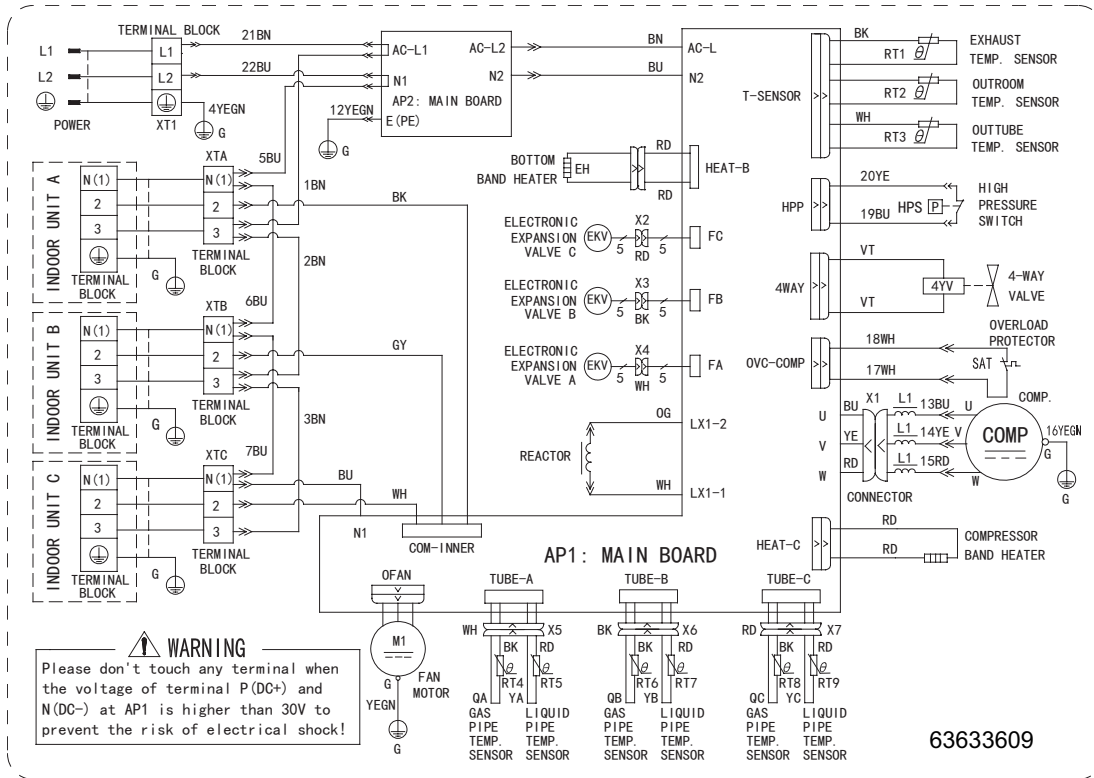 TERMINAL BLOCK
L1
L1
21BN
L2
L2
22BU
POWER
XT1
4YEGN
G
AC-L1
AC-L2
N1
N2
AP2: MAIN BOARD
12YEGN
E(PE)
G
BN
AC-L
BU
N2
T-SENSOR
BK
RT1
θ
EXHAUST
TEMP. SENSOR
RT2
θ
OUTROOM
TEMP. SENSOR
WH
RT3
θ
OUTTUBE
TEMP. SENSOR
INDOOR UNIT A
N(1)
2
3
TERMINAL
BLOCK
G
XTA
N(1)
2
3
TERMINAL
BLOCK
5BU
1BN
BK
2BN
BOTTOM
BAND HEATER
EH
RD
RD
HEAT-B
HPP
20YE
19BU
HPS
P
HIGH
PRESSURE
SWITCH
ELECTRONIC
EXPANSION
VALVE C
EKV
5
X2
RD
5
FC
ELECTRONIC
EXPANSION
VALVE B
EKV
5
X3
BK
5
FB
ELECTRONIC
EXPANSION
VALVE A
EKV
5
X4
WH
5
FA
4WAY
VT
VT
4YV
4-WAY
VALVE
INDOOR UNIT B
N(1)
2
3
TERMINAL
BLOCK
G
XTB
N(1)
2
3
TERMINAL
BLOCK
6BU
GY
3BN
OVC-COMP
18WH
17WH
OVERLOAD
PROTECTOR
SAT
REACTOR
OG
LX1-2
WH
LX1-1
U
BU
X1
L1
13BU
U
V
YE
L1
14YE
V
W
RD
L1
15RD
W
CONNECTOR
COMP.
COMP
16YEGN
G
G
INDOOR UNIT C
N(1)
2
3
TERMINAL
BLOCK
G
XTC
N(1)
2
3
TERMINAL
BLOCK
7BU
BU
WH
N1
COM-INNER
AP1: MAIN BOARD
HEAT-C
RD
RD
COMPRESSOR
BAND HEATER
OFAN
M1
G
FAN
MOTOR
YEGN
G
TUBE-A
WH
X5
BK
RD
θ
RT4
θ
RT5
QA
YA
GAS
PIPE
TEMP.
SENSOR
LIQUID
PIPE
TEMP.
SENSOR
TUBE-B
BK
X6
BK
RD
θ
RT6
θ
RT7
QB
YB
GAS
PIPE
TEMP.
SENSOR
LIQUID
PIPE
TEMP.
SENSOR
TUBE-C
RD
X7
BK
RD
θ
RT8
θ
RT9
QC
YC
GAS
PIPE
TEMP.
SENSOR
LIQUID
PIPE
TEMP.
SENSOR
WARNING
Please don't touch any terminal when
the voltage of terminal P(DC+) and
N(DC-) at AP1 is higher than 30V to
prevent the risk of electrical shock!
63633609